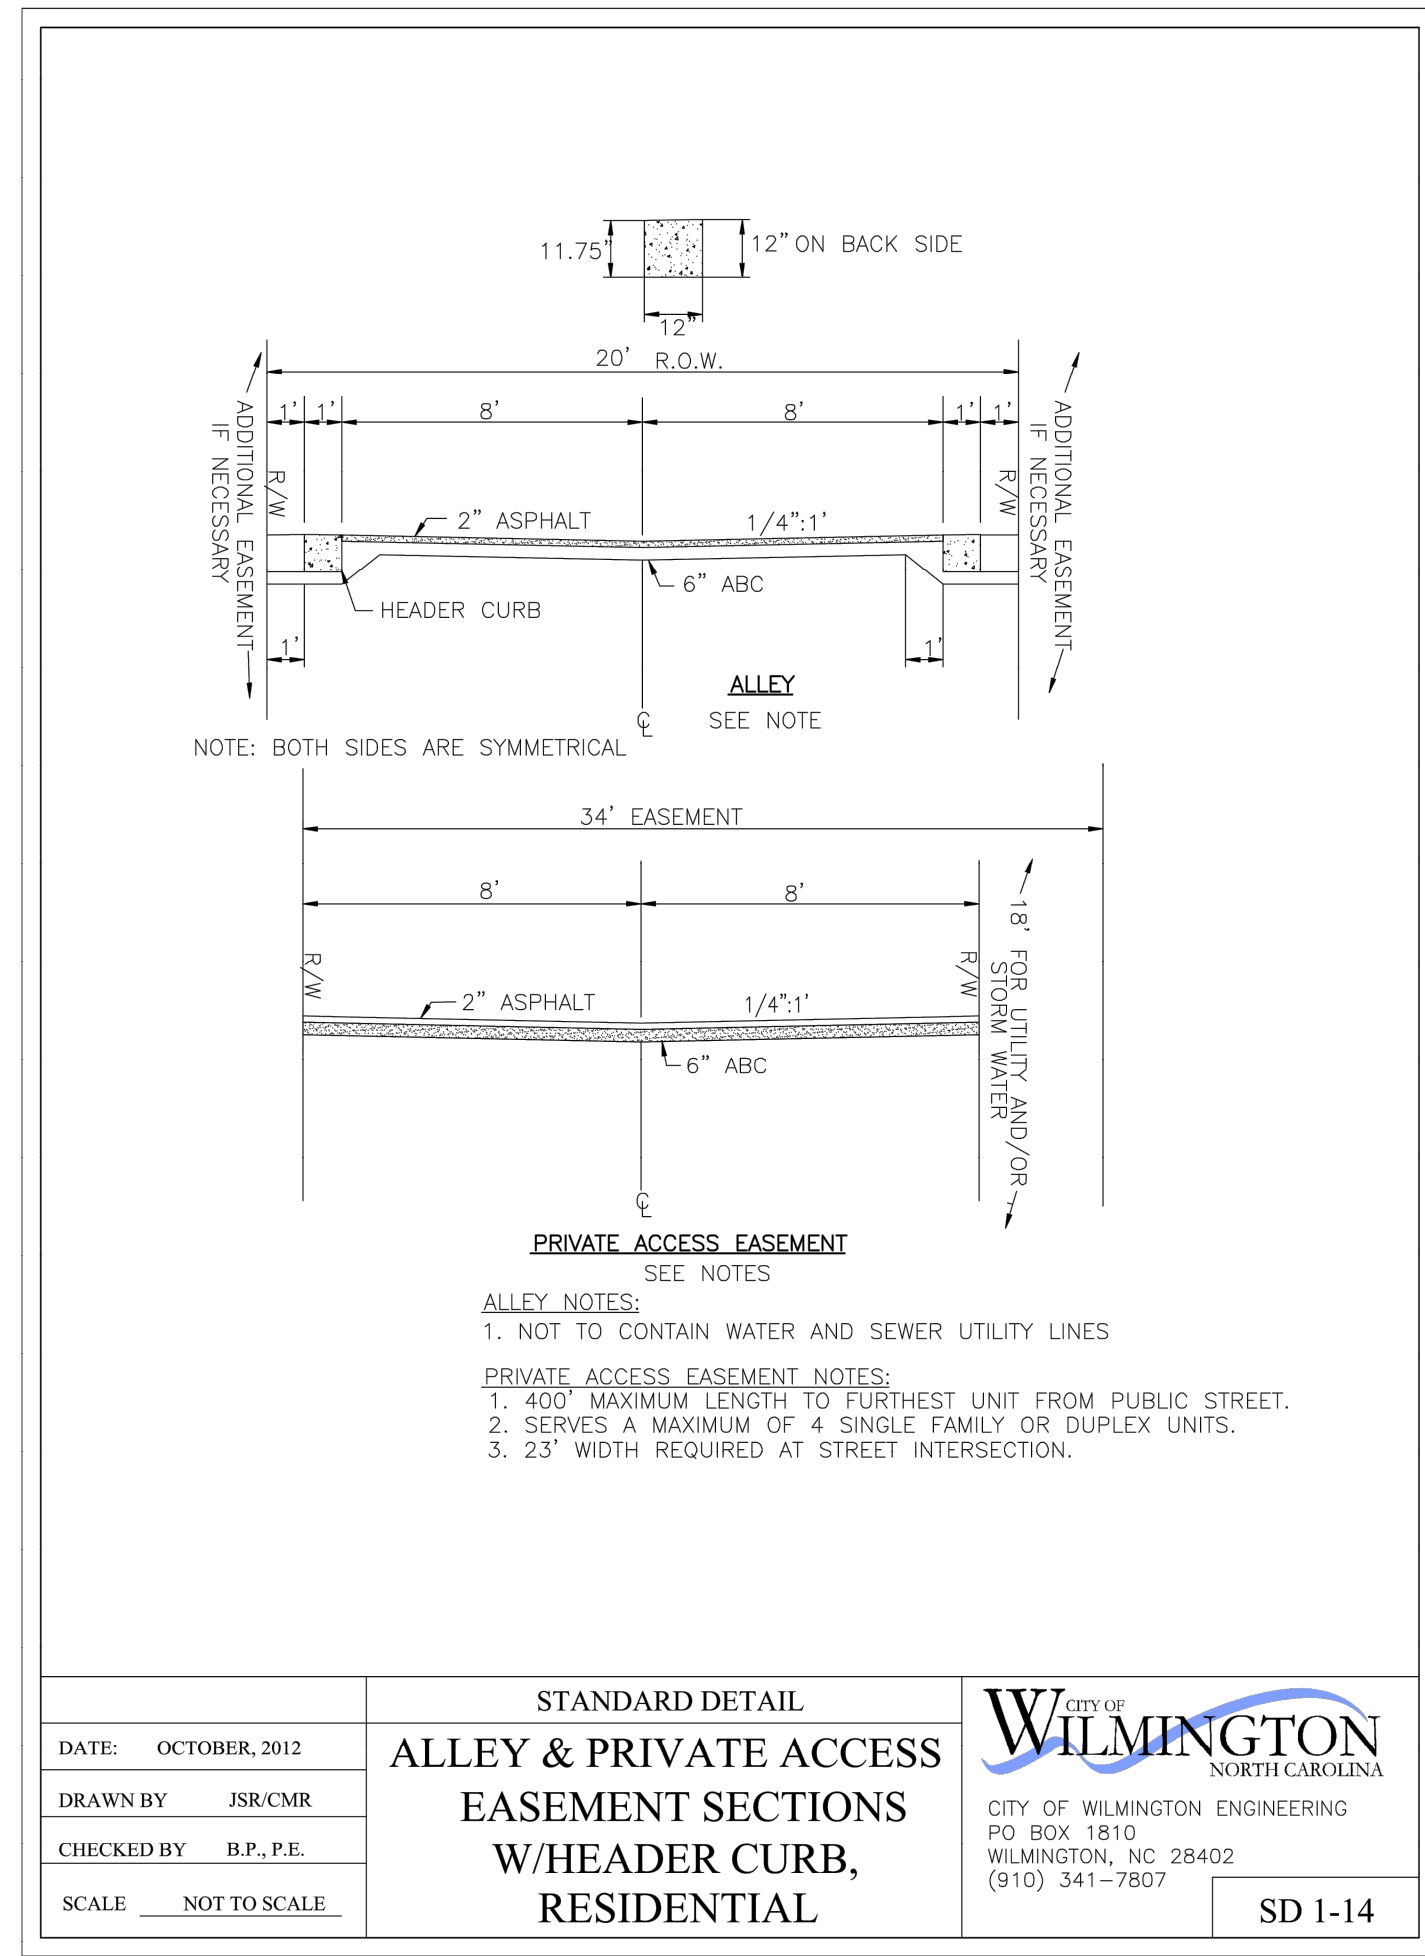 11.75"
12" ON BACK SIDE
12"
20' R.O.W.
1' 1' 8' 8' 1' 1'
ADDITIONAL EASEMENT
IF NECESSARY
R/W
R/W
ADDITIONAL EASEMENT
IF NECESSARY
2" ASPHALT
1/4":1'
6" ABC
HEADER CURB
1'
1'
ALLEY
℄ SEE NOTE
NOTE: BOTH SIDES ARE SYMMETRICAL
34' EASEMENT
8' 8'
R/W
R/W
18' FOR UTILITY AND/OR
STORM WATER
2" ASPHALT
1/4":1'
6" ABC
℄
PRIVATE ACCESS EASEMENT
SEE NOTES
ALLEY NOTES:
1. NOT TO CONTAIN WATER AND SEWER UTILITY LINES
PRIVATE ACCESS EASEMENT NOTES:
1. 400' MAXIMUM LENGTH TO FURTHEST UNIT FROM PUBLIC STREET.
2. SERVES A MAXIMUM OF 4 SINGLE FAMILY OR DUPLEX UNITS.
3. 23' WIDTH REQUIRED AT STREET INTERSECTION.
DATE: OCTOBER, 2012
DRAWN BY JSR/CMR
CHECKED BY B.P., P.E.
SCALE NOT TO SCALE
STANDARD DETAIL
ALLEY & PRIVATE ACCESS
EASEMENT SECTIONS
W/HEADER CURB,
RESIDENTIAL
CITY OF
WILMINGTON
NORTH CAROLINA
CITY OF WILMINGTON ENGINEERING
PO BOX 1810
WILMINGTON, NC 28402
(910) 341-7807
SD 1-14